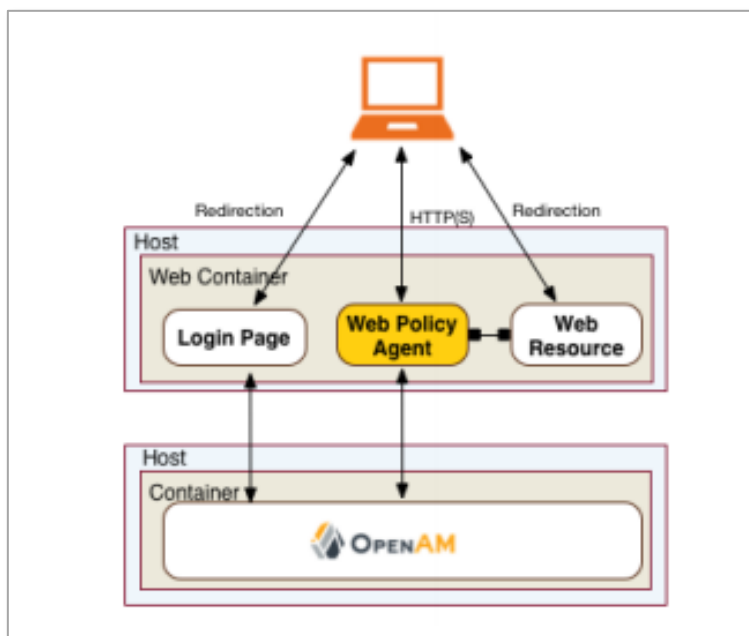 Redirection
HTTP(S)
Redirection
Host
Web Container
Login Page
Web Policy
Agent
Web
Resource
Host
Container
OPENAM